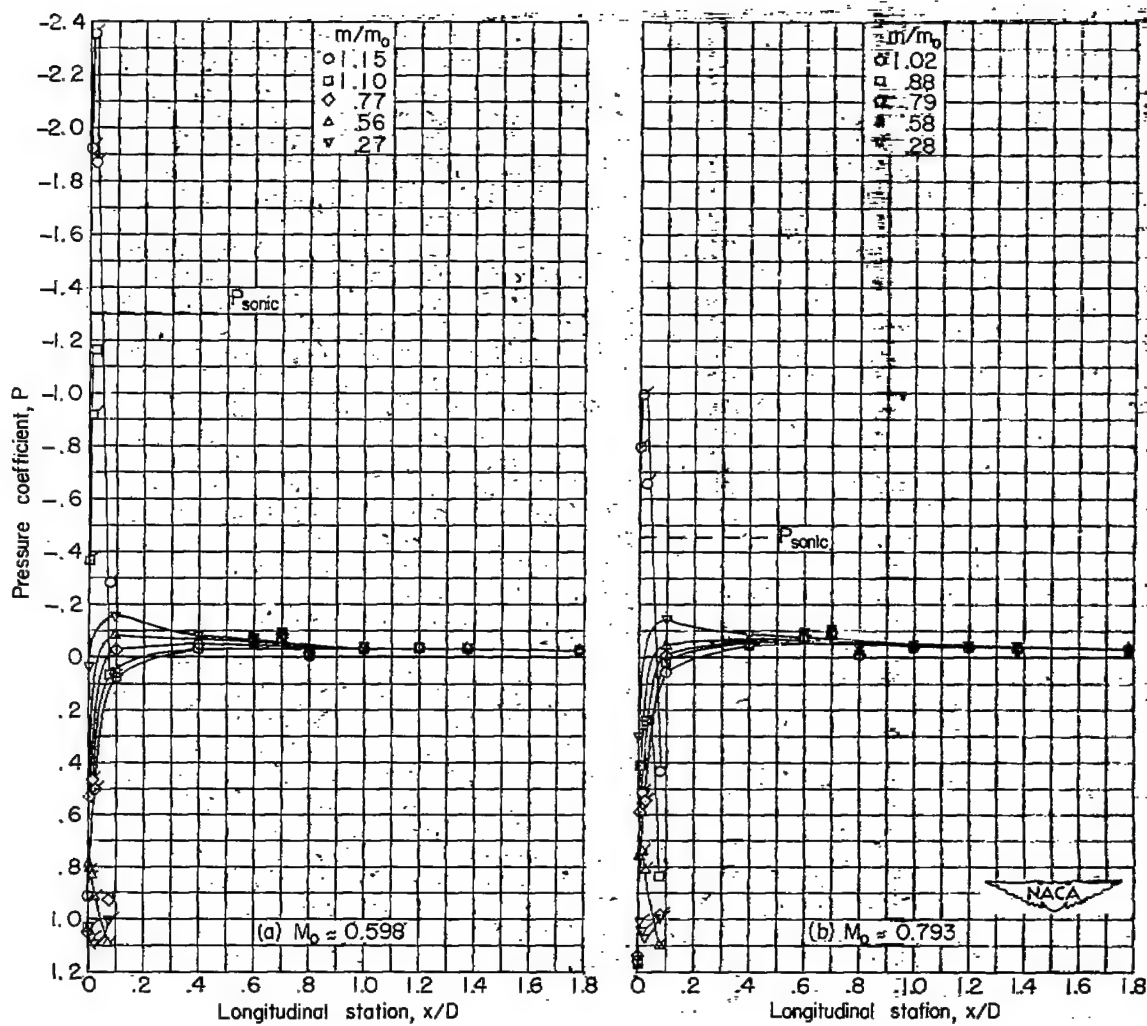 -2.4
-2.2
-2.0
-1.8
-1.6
-1.4
-1.2
-1.0
-.8
-.6
-.4
-.2
0
.2
.4
.6
.8
1.0
1.2
Pressure coefficient, P
m/m₀
1.15
1.10
.77
.56
.27
Psonic
(a) M₀ ≈ 0.598
0 .2 .4 .6 .8 1.0 1.2 1.4 1.6 1.8
Longitudinal station, x/D
m/m₀
1.02
.88
.79
.58
.28
Psonic
NACA
(b) M₀ ≈ 0.793
0 .2 .4 .6 .8 1.0 1.2 1.4 1.6 1.8
Longitudinal station, x/D